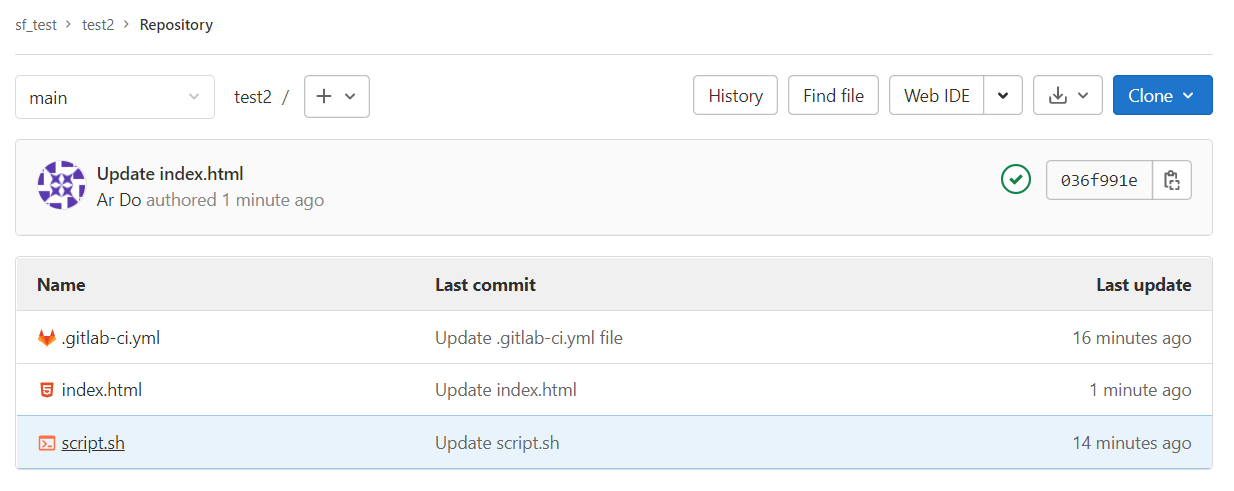 sf_test > test2 > Repository
main test2 / + History Find file Web IDE Clone
Update index.html
Ar Do authored 1 minute ago
036f991e
Name Last commit Last update
.gitlab-ci.yml Update .gitlab-ci.yml file 16 minutes ago
index.html Update index.html 1 minute ago
script.sh Update script.sh 14 minutes ago